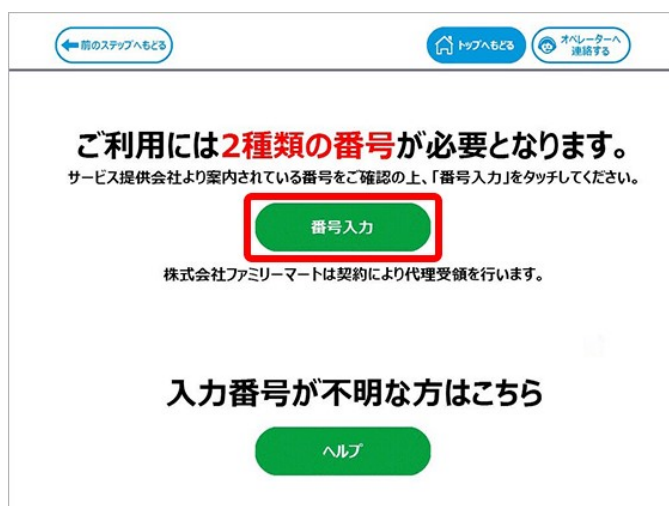 前のステップへもどる
トップへもどる
オペレーターへ
連絡する
ご利用には2種類の番号が必要となります。
サービス提供会社より案内されている番号をご確認の上、「番号入力」をタッチしてください。
番号入力
株式会社ファミリーマートは契約により代理受領を行います。
入力番号が不明な方はこちら
ヘルプ